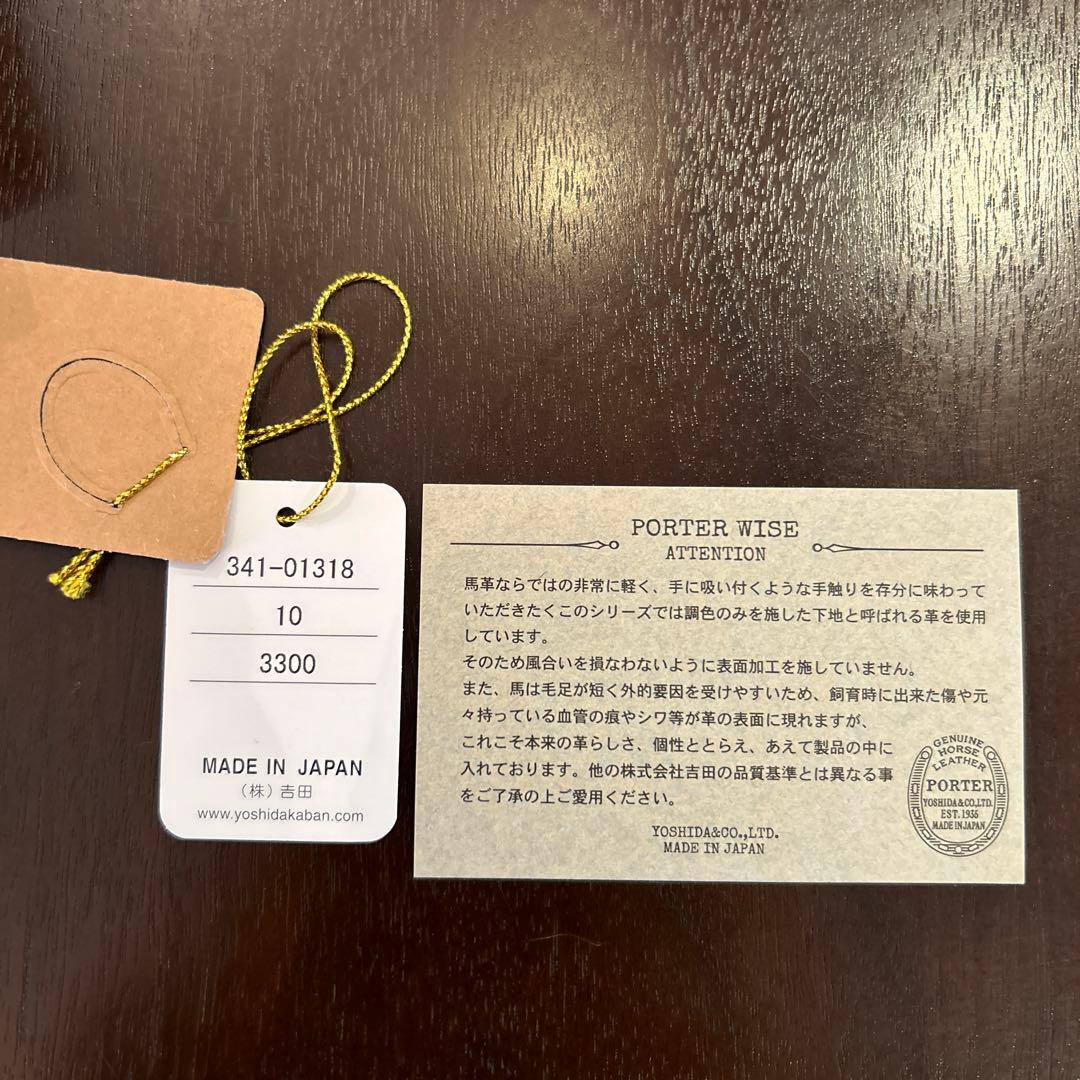 341-01318
10
3300
MADE IN JAPAN
(株)吉田
www.yoshidakaban.com
PORTER WISE
ATTENTION
馬革ならではの非常に軽く、手に吸い付くような手触りを存分に味わって
いただきたくこのシリーズでは調色のみを施した下地と呼ばれる革を使用
しています。
そのため風合いを損なわないように表面加工を施していません。
また、馬は毛足が短く外的要因を受けやすいため、飼育時に出来た傷や元
々持っている血管の痕やシワ等が革の表面に現れますが、
これこそ本来の革らしさ、個性ととらえ、あえて製品の中に
入れております。他の株式会社吉田の品質基準とは異なる事
をご了承の上ご愛用ください。
YOSHIDA&CO.,LTD.
MADE IN JAPAN
GENUINE
HORSE
LEATHER
PORTER
YOSHIDA&CO.,LTD.
EST. 1935
MADE IN JAPAN